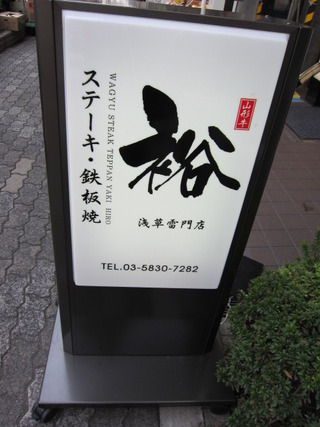 ステーキ・鉄板焼
WAGYU STEAK TEPPAN YAKI HIRO
裕
山形牛
浅草雷門店
TEL.03-5830-7282